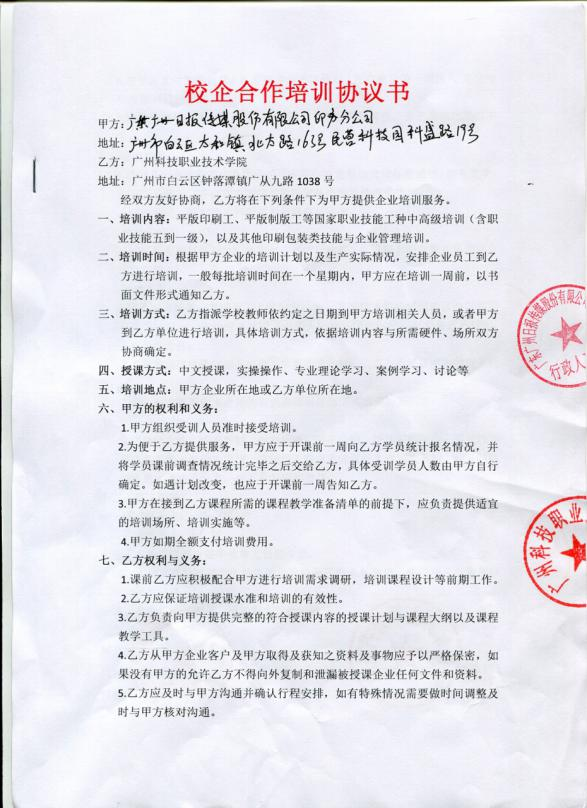 校企合作培训协议书
甲方:广东广州日报传媒股份有限公司印务分公司
地址:广州市白云区太和镇北太路1633号民营科技园科盛路19号
乙方:广州科技职业技术学院
地址:广州市白云区钟落潭镇广从九路 1038 号
经双方友好协商,乙方将在下列条件下为甲方提供企业培训服务。
一、培训内容:平版印刷工、平版制版工等国家职业技能工种中高级培训(含职
业技能五到一级),以及其他印刷包装类技能与企业管理培训。
二、培训时间:根据甲方企业的培训计划以及生产实际情况,安排企业员工到乙
方进行培训,一般每批培训时间在一个星期内,甲方应在培训一周前,以书
面文件形式通知乙方。
三、培训方式:乙方指派学校教师依约定之日期到甲方培训相关人员,或者甲方
到乙方单位进行培训,具体培训方式,依据培训内容与所需硬件、场所双方
协商确定。
四、授课方式:中文授课,实操操作、专业理论学习、案例学习、讨论等
五、培训地点:甲方企业所在地或乙方单位所在地。
六、甲方的权利和义务:
1.甲方组织受训人员准时接受培训。
2.为便于乙方提供服务,甲方应于开课前一周向乙方学员统计报名情况,并
将学员课前调查情况统计完毕之后交给乙方,具体受训学员人数由甲方自行
确定。如遇计划改变,也应于开课前一周告知乙方。
3.甲方在接到乙方课程所需的课程教学准备清单的前提下,应负责提供适宜
的培训场所、培训实施等。
4.甲方如期全额支付培训费用。
七、乙方权利与义务:
1.课前乙方应积极配合甲方进行培训需求调研,培训课程设计等前期工作。
2.乙方应保证培训授课水准和培训的有效性。
3.乙方负责向甲方提供完整的符合授课内容的授课计划与课程大纲以及课程
教学工具。
4.乙方从甲方企业客户及甲方取得及获知之资料及事物应予以严格保密,如
果没有甲方的允许乙方不得向外复制和泄漏被授课企业任何文件和资料。
5.乙方应及时与甲方沟通并确认行程安排,如有特殊情况需要做时间调整及
时与甲方核对沟通。
广东广州日报传媒股份有限公
行政人
广州科技职业